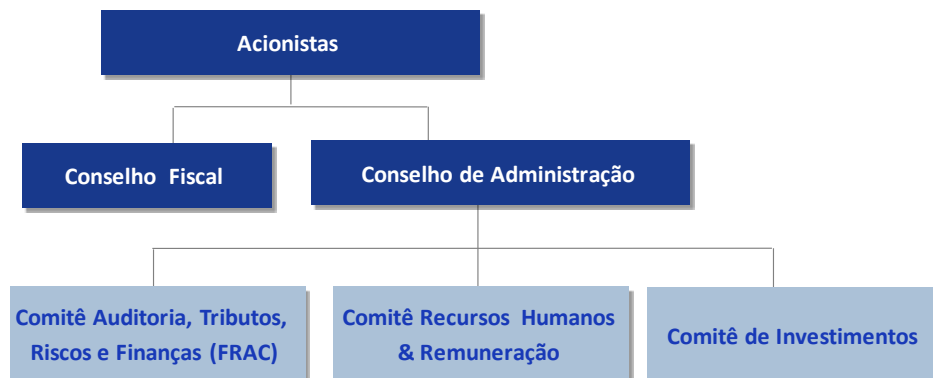 Acionistas
Conselho Fiscal
Conselho de Administração
Comitê Auditoria, Tributos,
Riscos e Finanças (FRAC)
Comitê Recursos Humanos
& Remuneração
Comitê de Investimentos